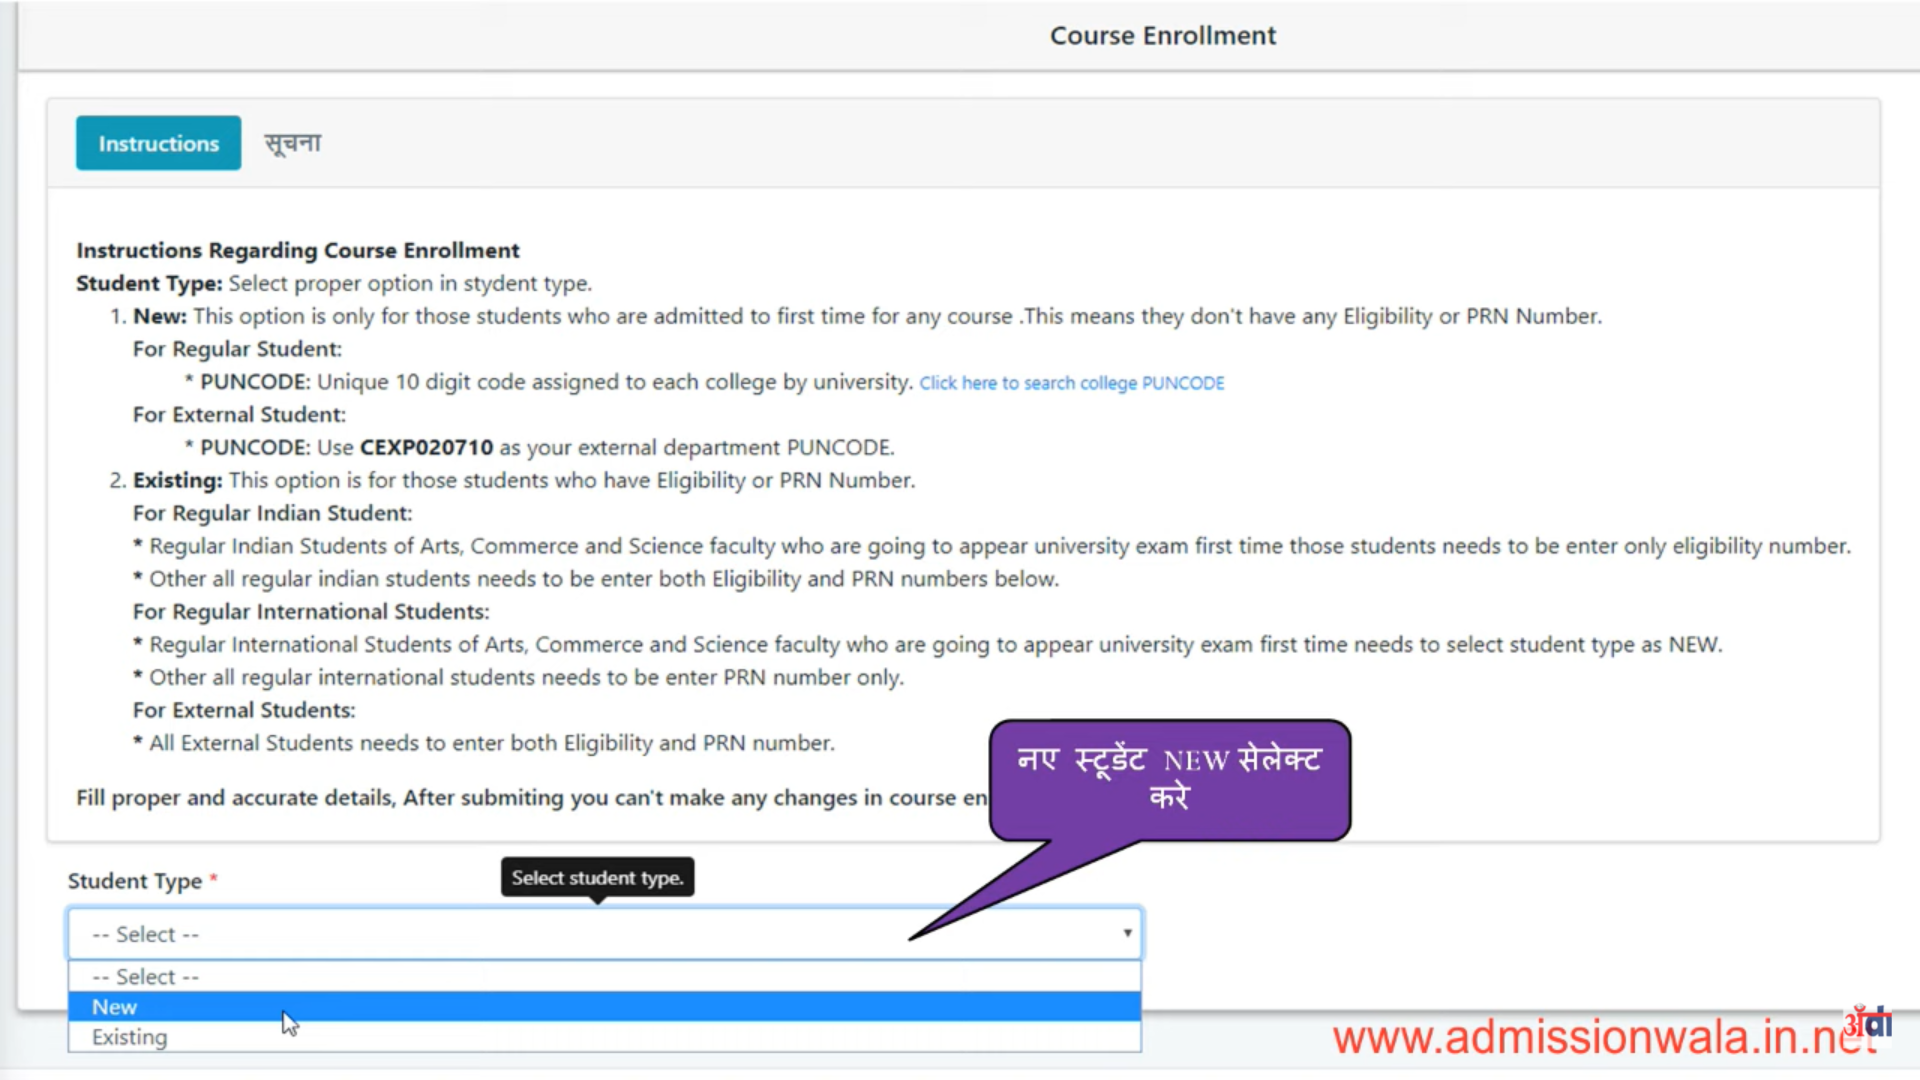 Course Enrollment
Instructions सूचना
Instructions Regarding Course Enrollment
Student Type: Select proper option in stydent type.
1. New: This option is only for those students who are admitted to first time for any course .This means they don't have any Eligibility or PRN Number.
For Regular Student:
* PUNCODE: Unique 10 digit code assigned to each college by university. Click here to search college PUNCODE
For External Student:
* PUNCODE: Use CEXP020710 as your external department PUNCODE.
2. Existing: This option is for those students who have Eligibility or PRN Number.
For Regular Indian Student:
* Regular Indian Students of Arts, Commerce and Science faculty who are going to appear university exam first time those students needs to be enter only eligibility number.
* Other all regular indian students needs to be enter both Eligibility and PRN numbers below.
For Regular International Students:
* Regular International Students of Arts, Commerce and Science faculty who are going to appear university exam first time needs to select student type as NEW.
* Other all regular international students needs to be enter PRN number only.
For External Students:
* All External Students needs to enter both Eligibility and PRN number.
Fill proper and accurate details, After submiting you can't make any changes in course en
नए स्टूडेंट NEW सेलेक्ट
करे
Student Type *
Select student type.
-- Select --
-- Select --
New
Existing
www.admissionwala.in.net